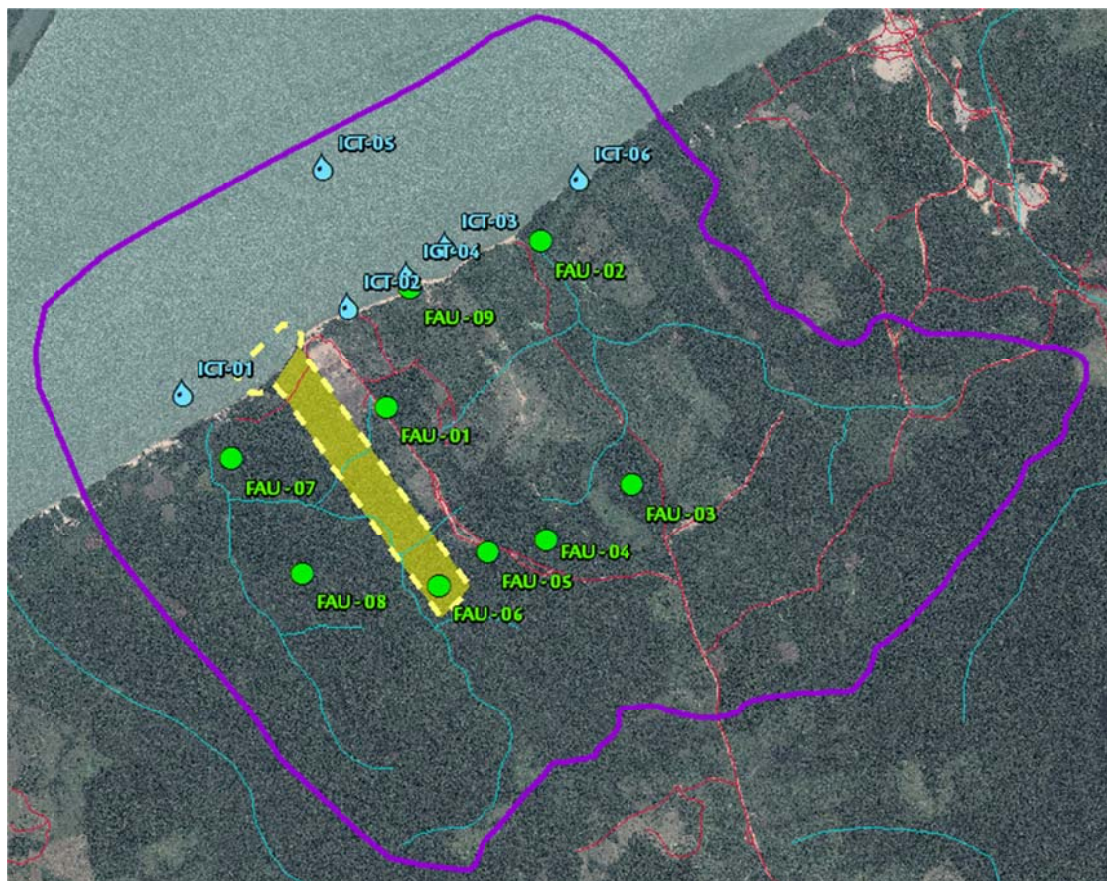 ICT-05
ICT-06
ICT-03
ICT-04
FAU - 02
ICT-02
FAU - 09
ICT-01
FAU - 01
FAU - 07
FAU - 03
FAU - 04
FAU - 05
FAU - 08
FAU - 06